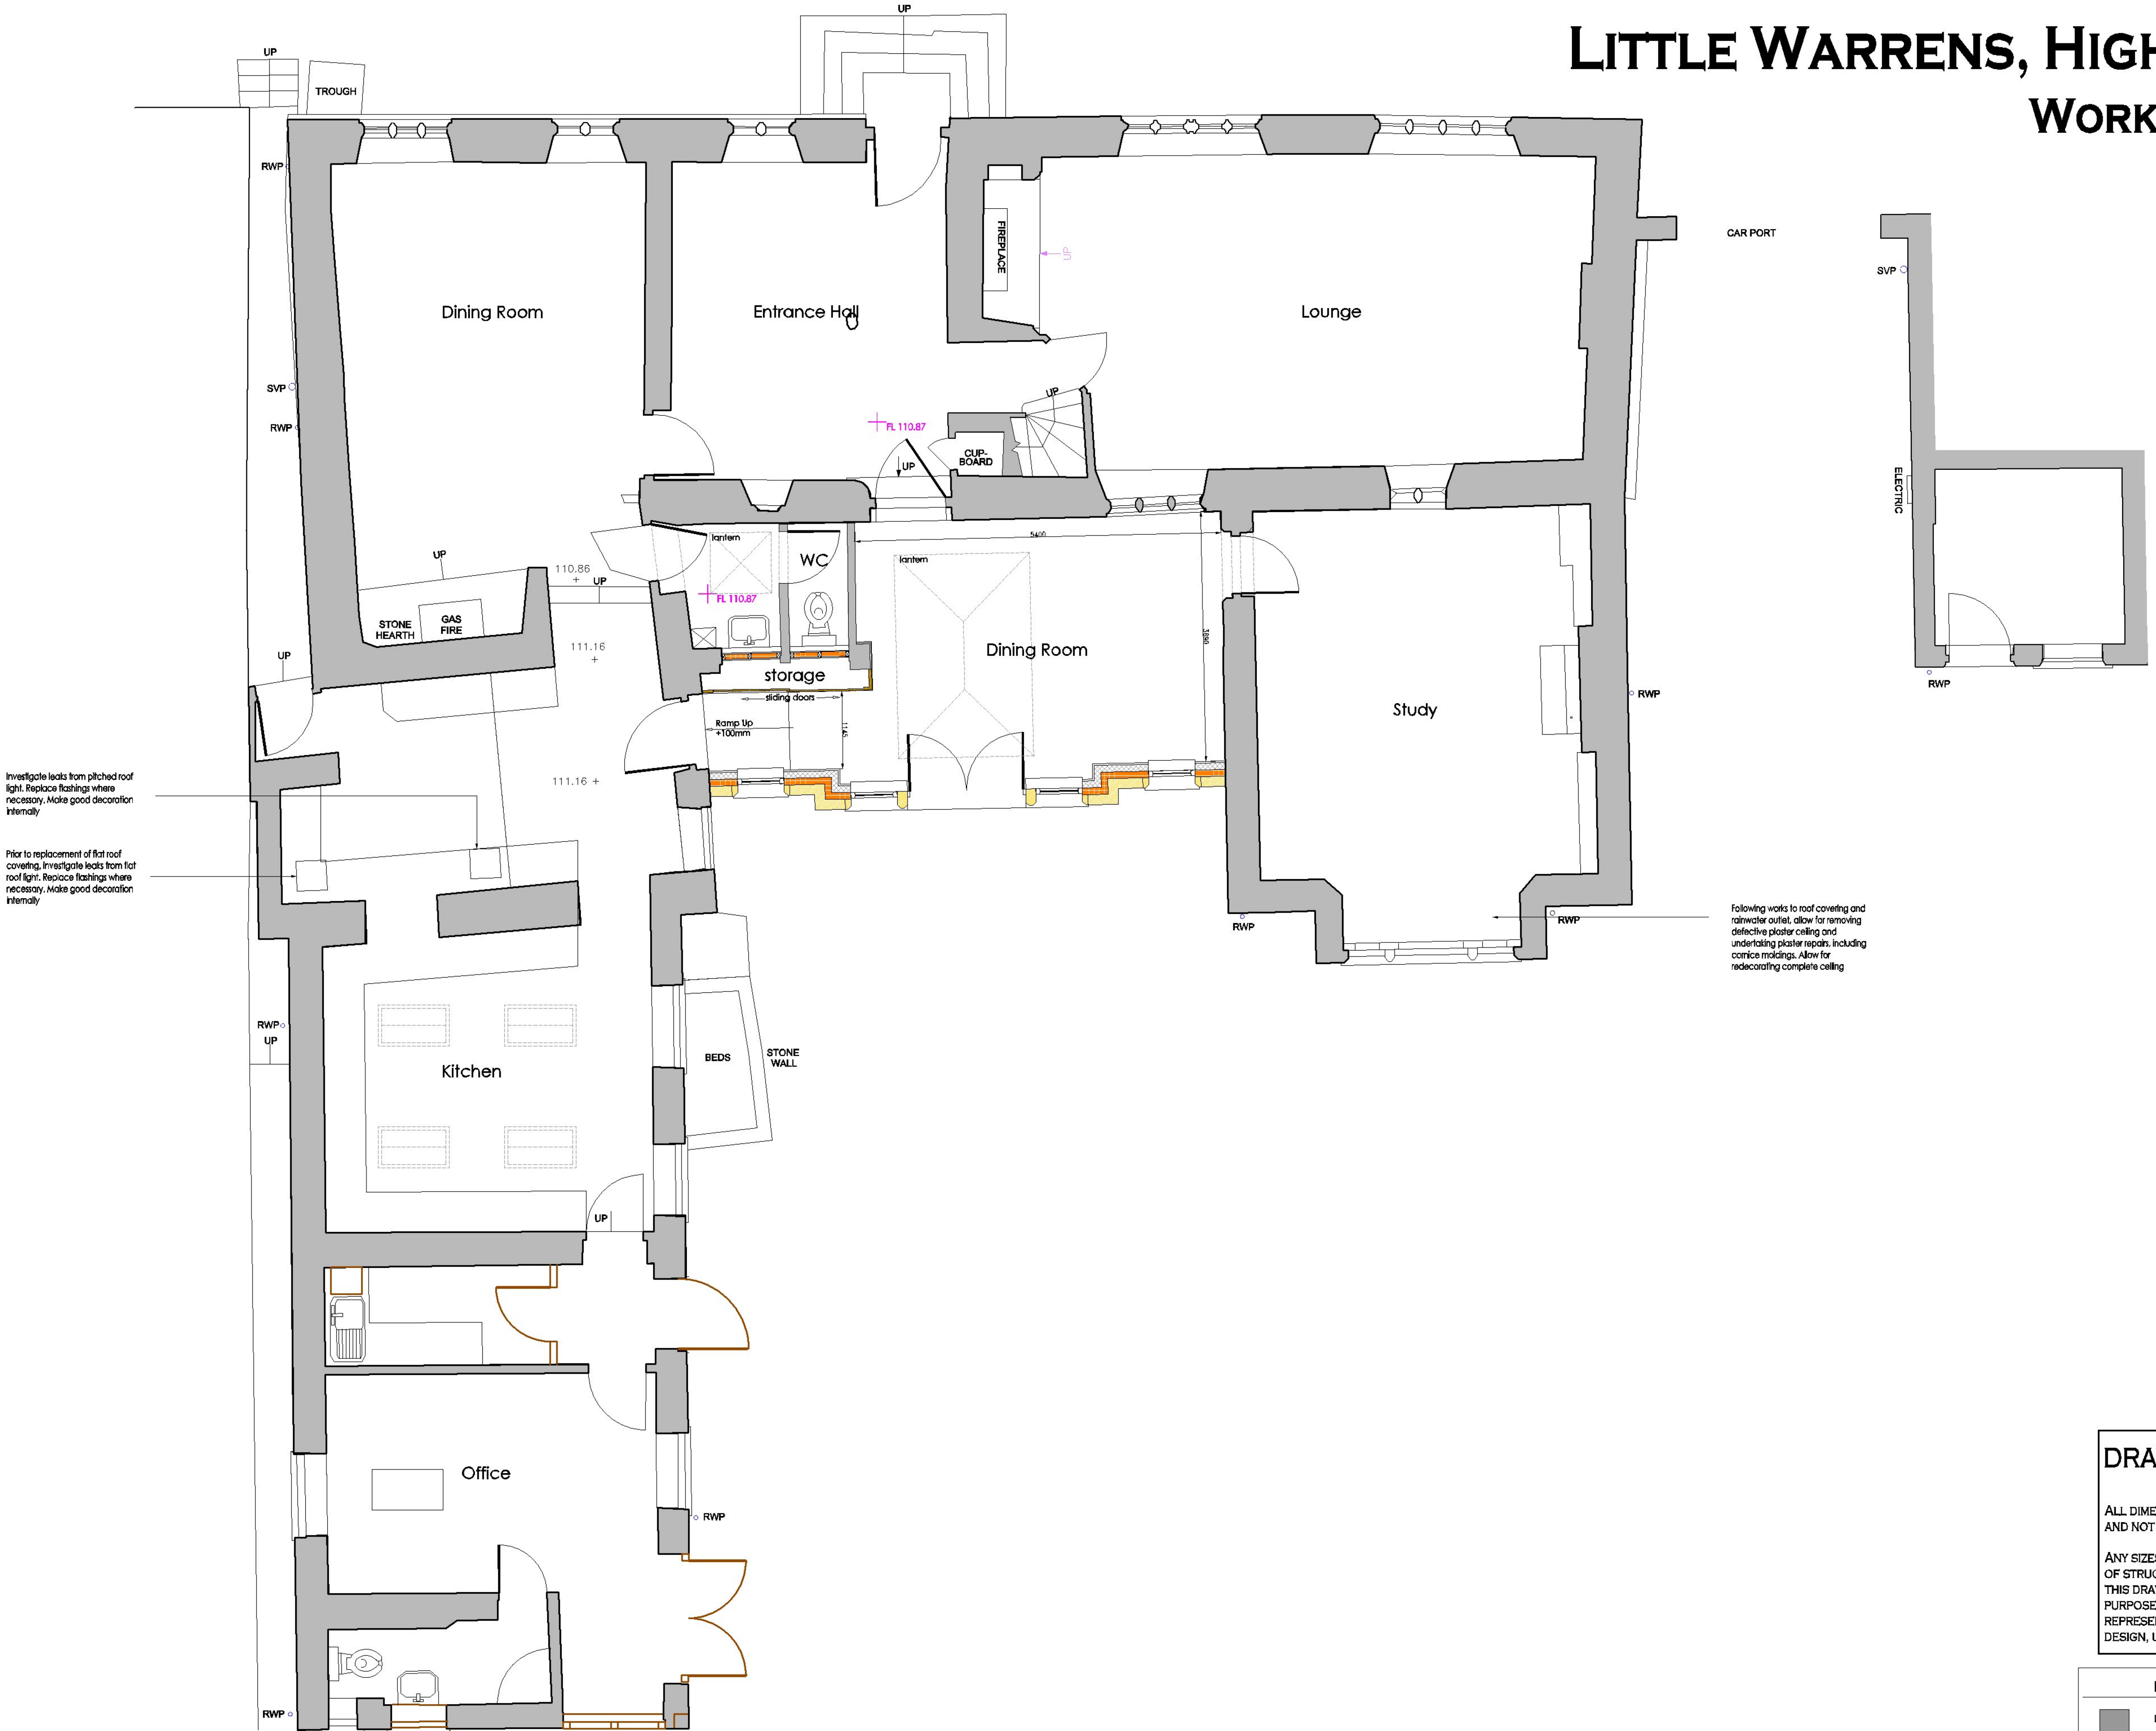 LITTLE WARRENS, HIGH
WORK
UP
UP
TROUGH
RWP
FIREPLACE
UP
CAR PORT
SVP
Dining Room
Entrance Hall
Lounge
SVP
RWP
UP
FL 110.87
UP
CUP-
BOARD
ELECTRIC
lantern
WC
5400
lantern
UP
110.86
UP
FL 110.87
STONE
HEARTH
GAS
FIRE
3890
UP
111.16
Dining Room
storage
RWP
sliding doors
RWP
Ramp Up
+100mm
1145
Study
111.16
Investigate leaks from pitched roof
light. Replace flashings where
necessary. Make good decoration
internally
Prior to replacement of flat roof
covering, investigate leaks from flat
roof light. Replace flashings where
necessary. Make good decoration
internally
RWP
RWP
Following works to roof covering and
rainwater outlet, allow for removing
defective plaster ceiling and
undertaking plaster repairs, including
cornice moldings. Allow for
redecorating complete ceiling
RWP
UP
Kitchen
BEDS
STONE
WALL
UP
Office
RWP
RWP
DRA
ALL DIME
AND NOT
ANY SIZES
OF STRUC
THIS DRA
PURPOSE
REPRESE
DESIGN, U